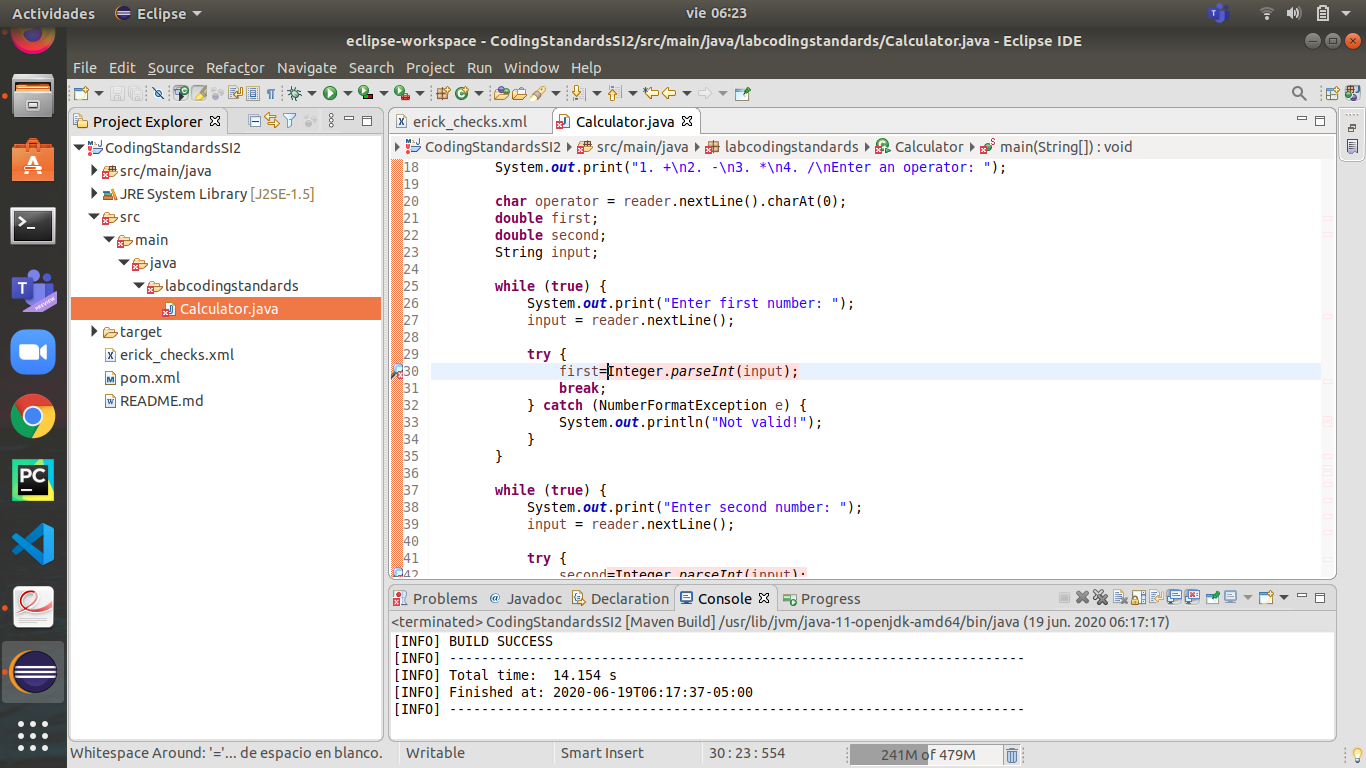 Actividades Eclipse vie 06:23
eclipse-workspace - CodingStandardsSI2/src/main/java/labcodingstandards/Calculator.java - Eclipse IDE
File Edit Source Refactor Navigate Search Project Run Window Help
Project Explorer
CodingStandardsSI2
src/main/java
JRE System Library [J2SE-1.5]
src
main
java
labcodingstandards
Calculator.java
target
erick_checks.xml
pom.xml
README.md
erick_checks.xml Calculator.java
CodingStandardsSI2 src/main/java labcodingstandards Calculator main(String[]) : void
18 System.out.print("1. +\n2. -\n3. *\n4. /\nEnter an operator: ");
19
20 char operator = reader.nextLine().charAt(0);
21 double first;
22 double second;
23 String input;
24
25 while (true) {
26 System.out.print("Enter first number: ");
27 input = reader.nextLine();
28
29 try {
30 first=Integer.parseInt(input);
31 break;
32 } catch (NumberFormatException e) {
33 System.out.println("Not valid!");
34 }
35 }
36
37 while (true) {
38 System.out.print("Enter second number: ");
39 input = reader.nextLine();
40
41 try {
42 second=Integer.parseInt(input);
Problems Javadoc Declaration Console Progress
<terminated> CodingStandardsSI2 [Maven Build] /usr/lib/jvm/java-11-openjdk-amd64/bin/java (19 jun. 2020 06:17:17)
[INFO] BUILD SUCCESS
[INFO] ------------------------------------------------------------------------
[INFO] Total time:  14.154 s
[INFO] Finished at: 2020-06-19T06:17:37-05:00
[INFO] ------------------------------------------------------------------------
Whitespace Around: '='... de espacio en blanco. Writable Smart Insert 30 : 23 : 554 241M of 479M
PREVIEW
PC